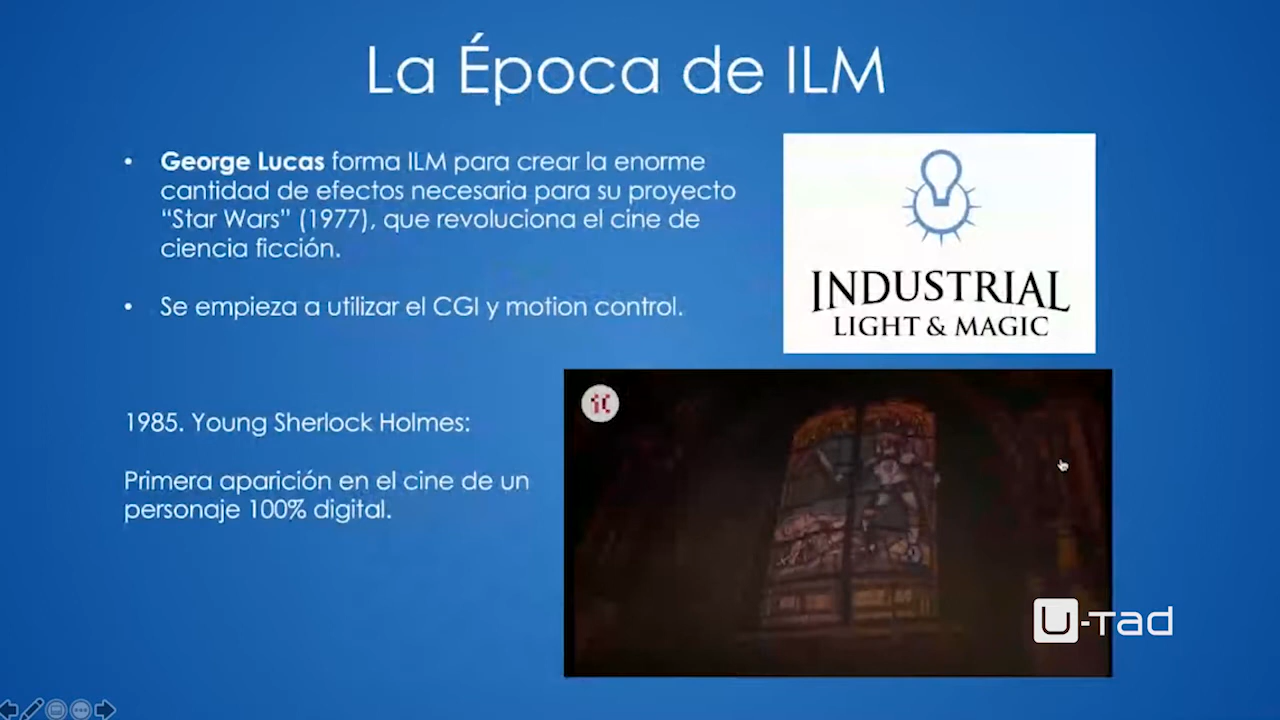 La Época de ILM
• George Lucas forma ILM para crear la enorme
cantidad de efectos necesaria para su proyecto
“Star Wars” (1977), que revoluciona el cine de
ciencia ficción.
• Se empieza a utilizar el CGI y motion control.
INDUSTRIAL
LIGHT & MAGIC
1985. Young Sherlock Holmes:
Primera aparición en el cine de un
personaje 100% digital.
U-Tad